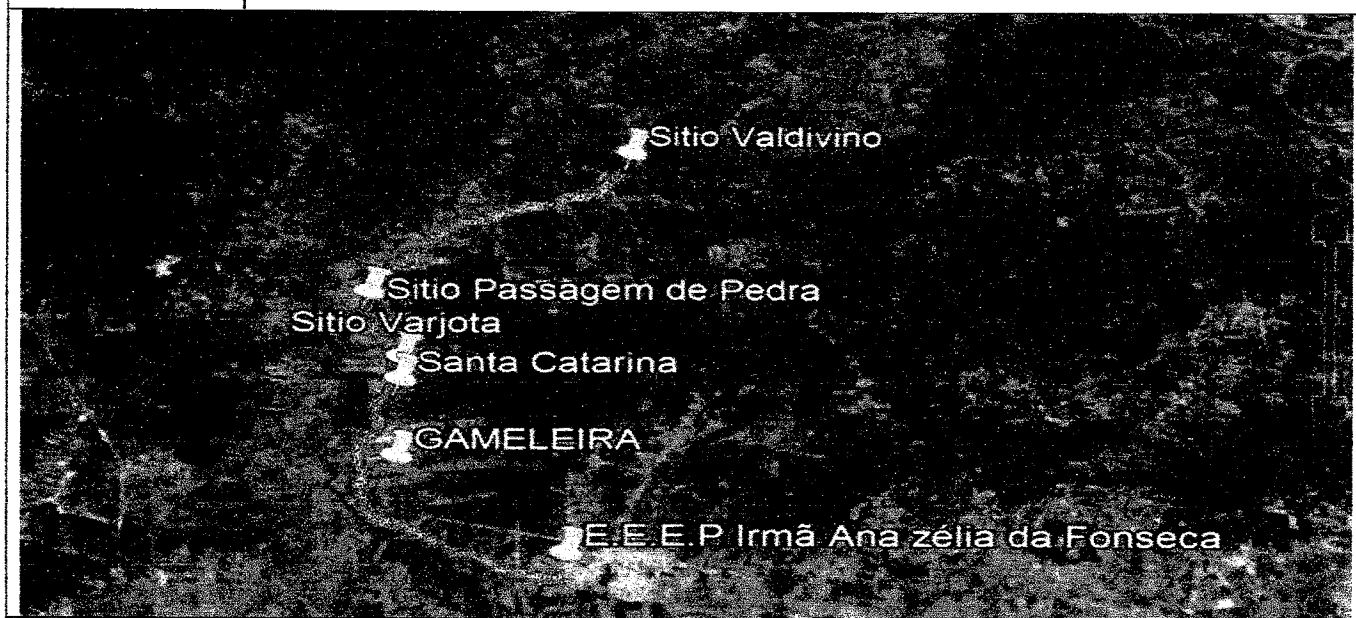 Sitio Valdivino
Sitio Passagem de Pedra
Sitio Varjota
Santa Catarina
GAMELEIRA
E.E.E.P Irmã Ana zélia da Fonseca